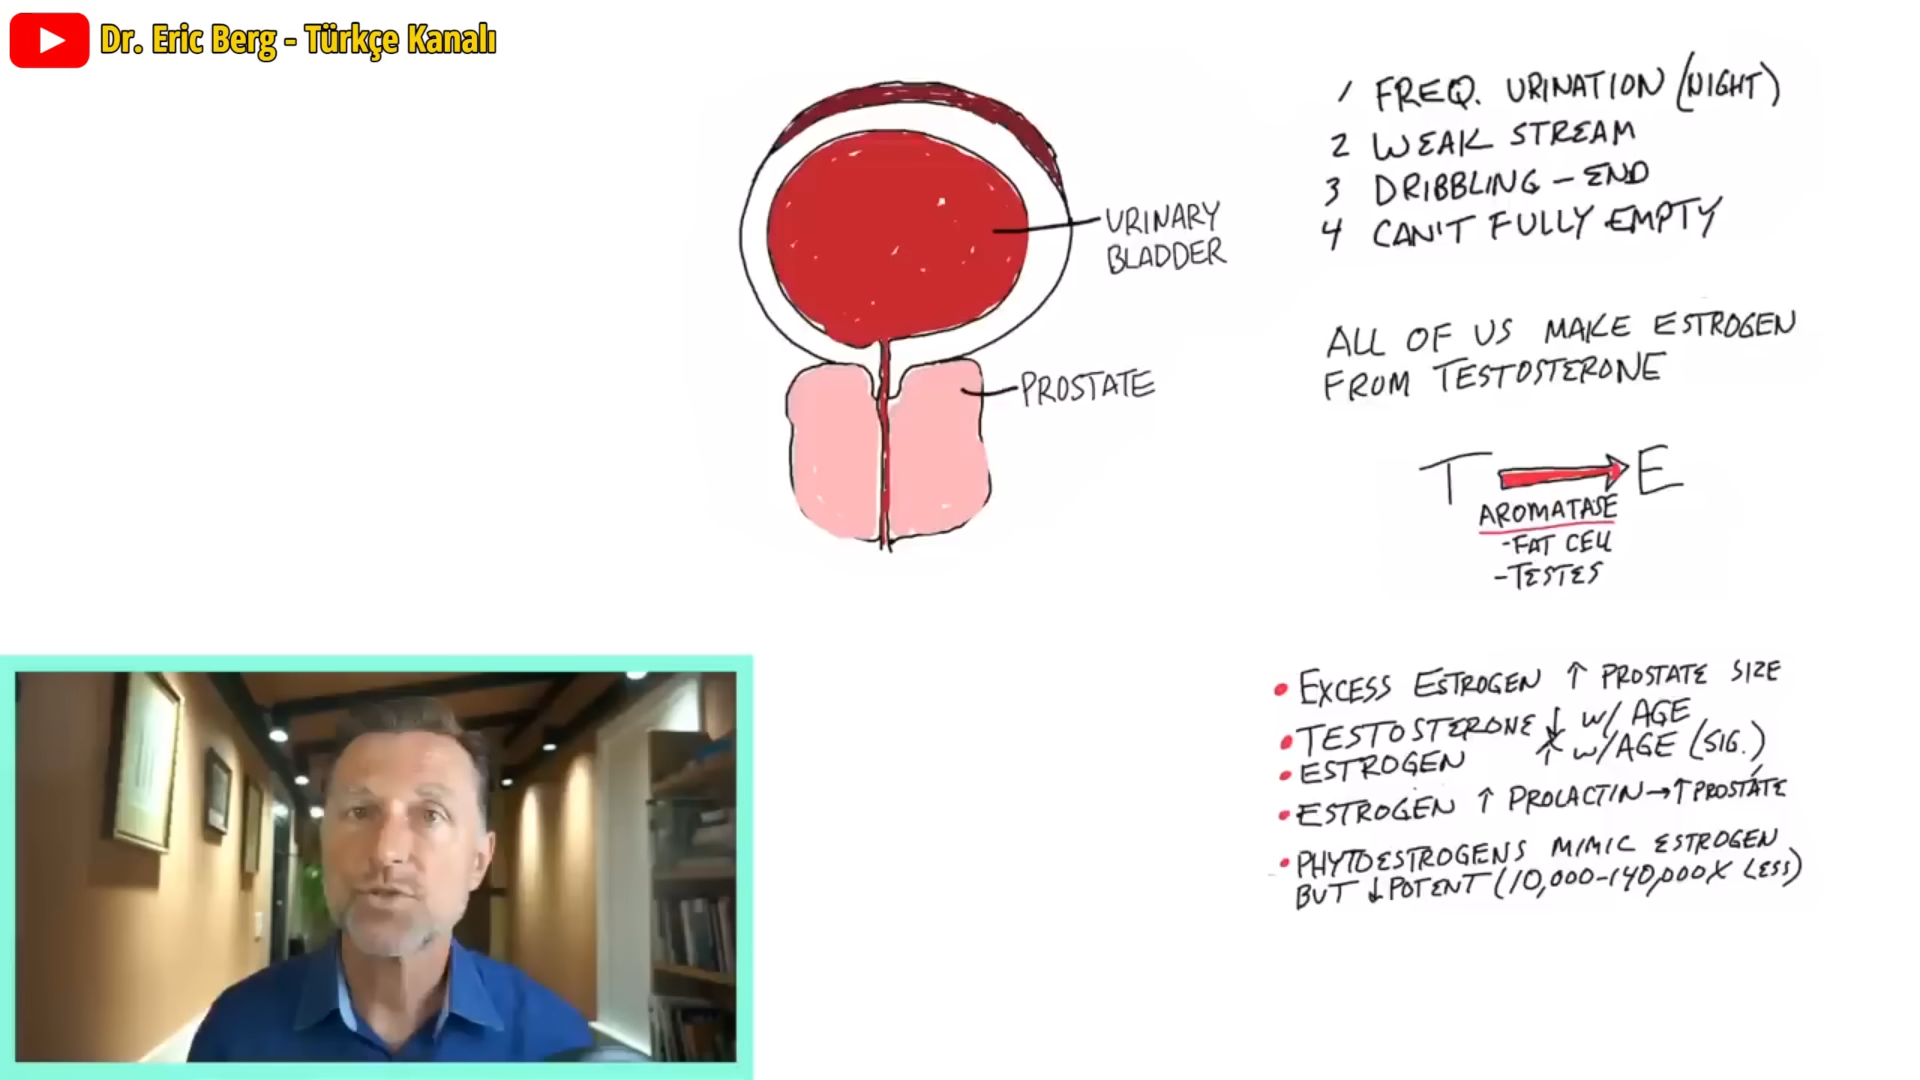 Dr. Eric Berg - Türkçe Kanalı
1 FREQ. URINATION (NIGHT)
2 WEAK STREAM
3 DRIBBLING - END
4 CAN'T FULLY EMPTY
URINARY
BLADDER
PROSTATE
ALL OF US MAKE ESTROGEN
FROM TESTOSTERONE
T → E
AROMATASE
- FAT CELL
- TESTES
• EXCESS ESTROGEN ↑ PROSTATE SIZE
• TESTOSTERONE ↓ W/ AGE
• ESTROGEN ↑ W/AGE (SIG.)
• ESTROGEN ↑ PROLACTIN → ↑ PROSTATE
• PHYTOESTROGENS MIMIC ESTROGEN
BUT ↓ POTENT (10,000-140,000X LESS)